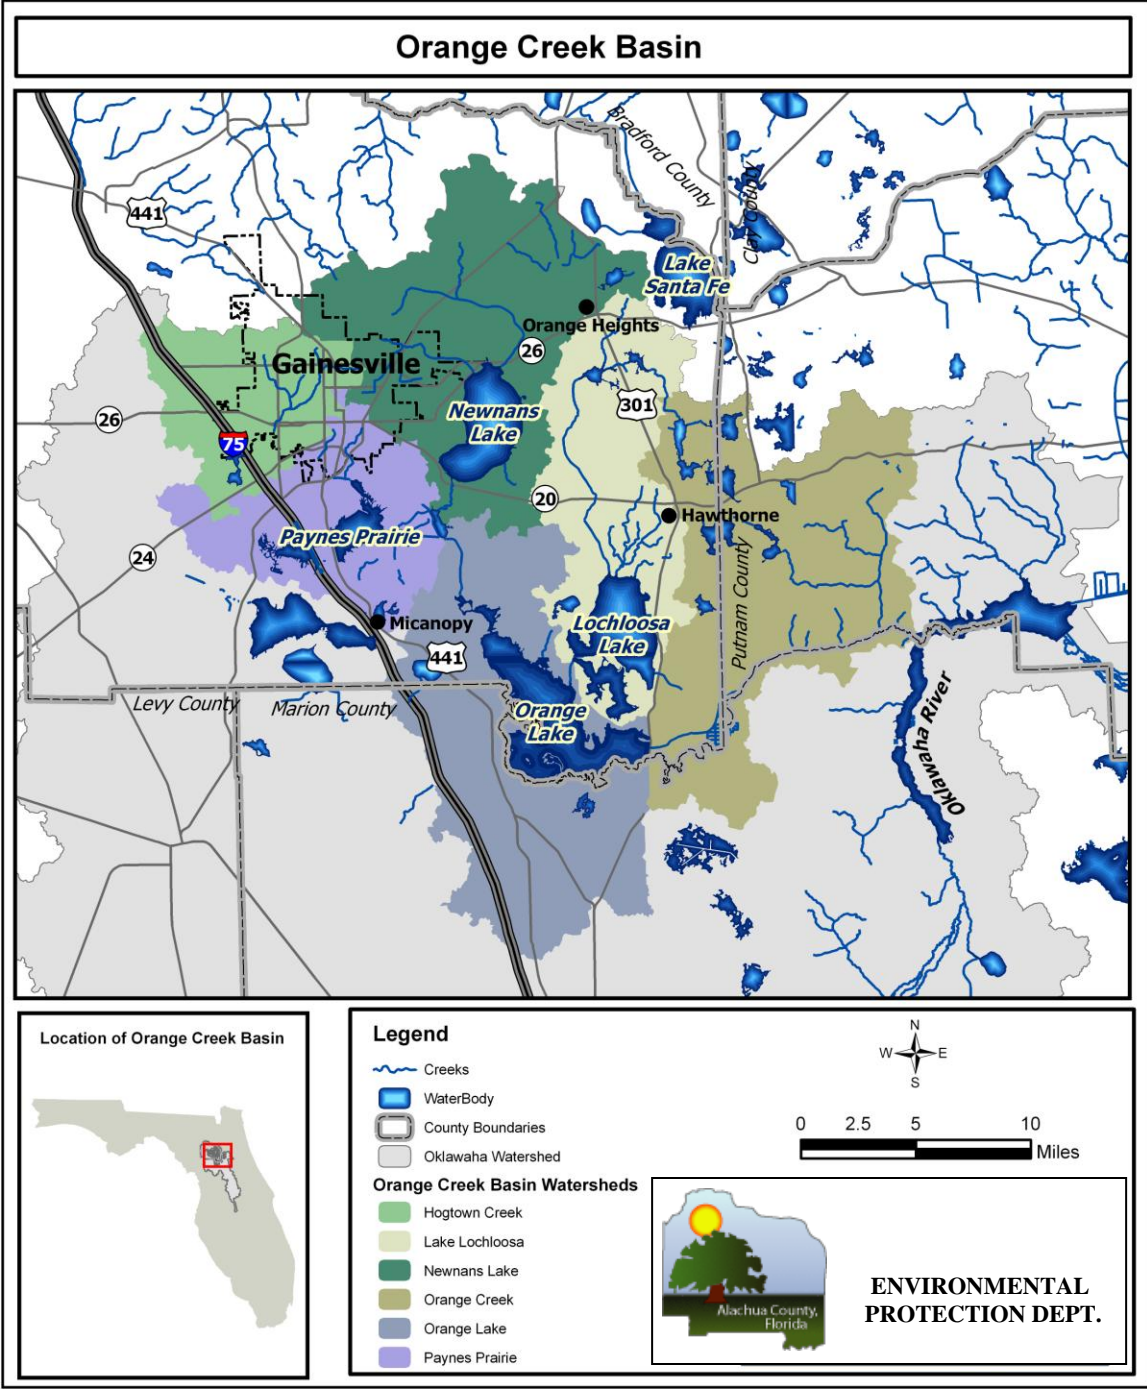 Orange Creek Basin
Bradford County
Clay County
441
Lake
Santa Fe
Orange Heights
26
Gainesville
301
Newnans
Lake
26
75
20
Hawthorne
Paynes Prairie
24
Putnam County
Micanopy
Lochloosa
Lake
441
Levy County
Marion County
Orange
Lake
Oklawaha River
Location of Orange Creek Basin
Legend
Creeks
WaterBody
County Boundaries
Oklawaha Watershed
Orange Creek Basin Watersheds
Hogtown Creek
Lake Lochloosa
Newnans Lake
Orange Creek
Orange Lake
Paynes Prairie
N
W E
S
0 2.5 5 10
Miles
Alachua County,
Florida
ENVIRONMENTAL
PROTECTION DEPT.